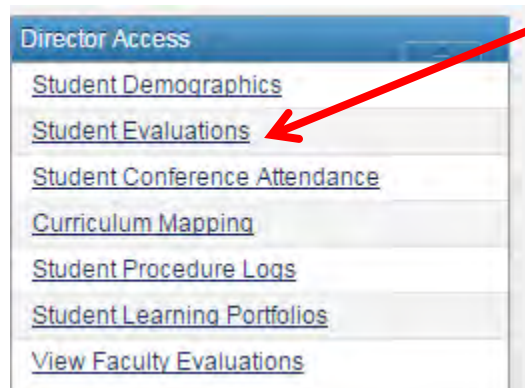 Director Access
Student Demographics
Student Evaluations
Student Conference Attendance
Curriculum Mapping
Student Procedure Logs
Student Learning Portfolios
View Faculty Evaluations